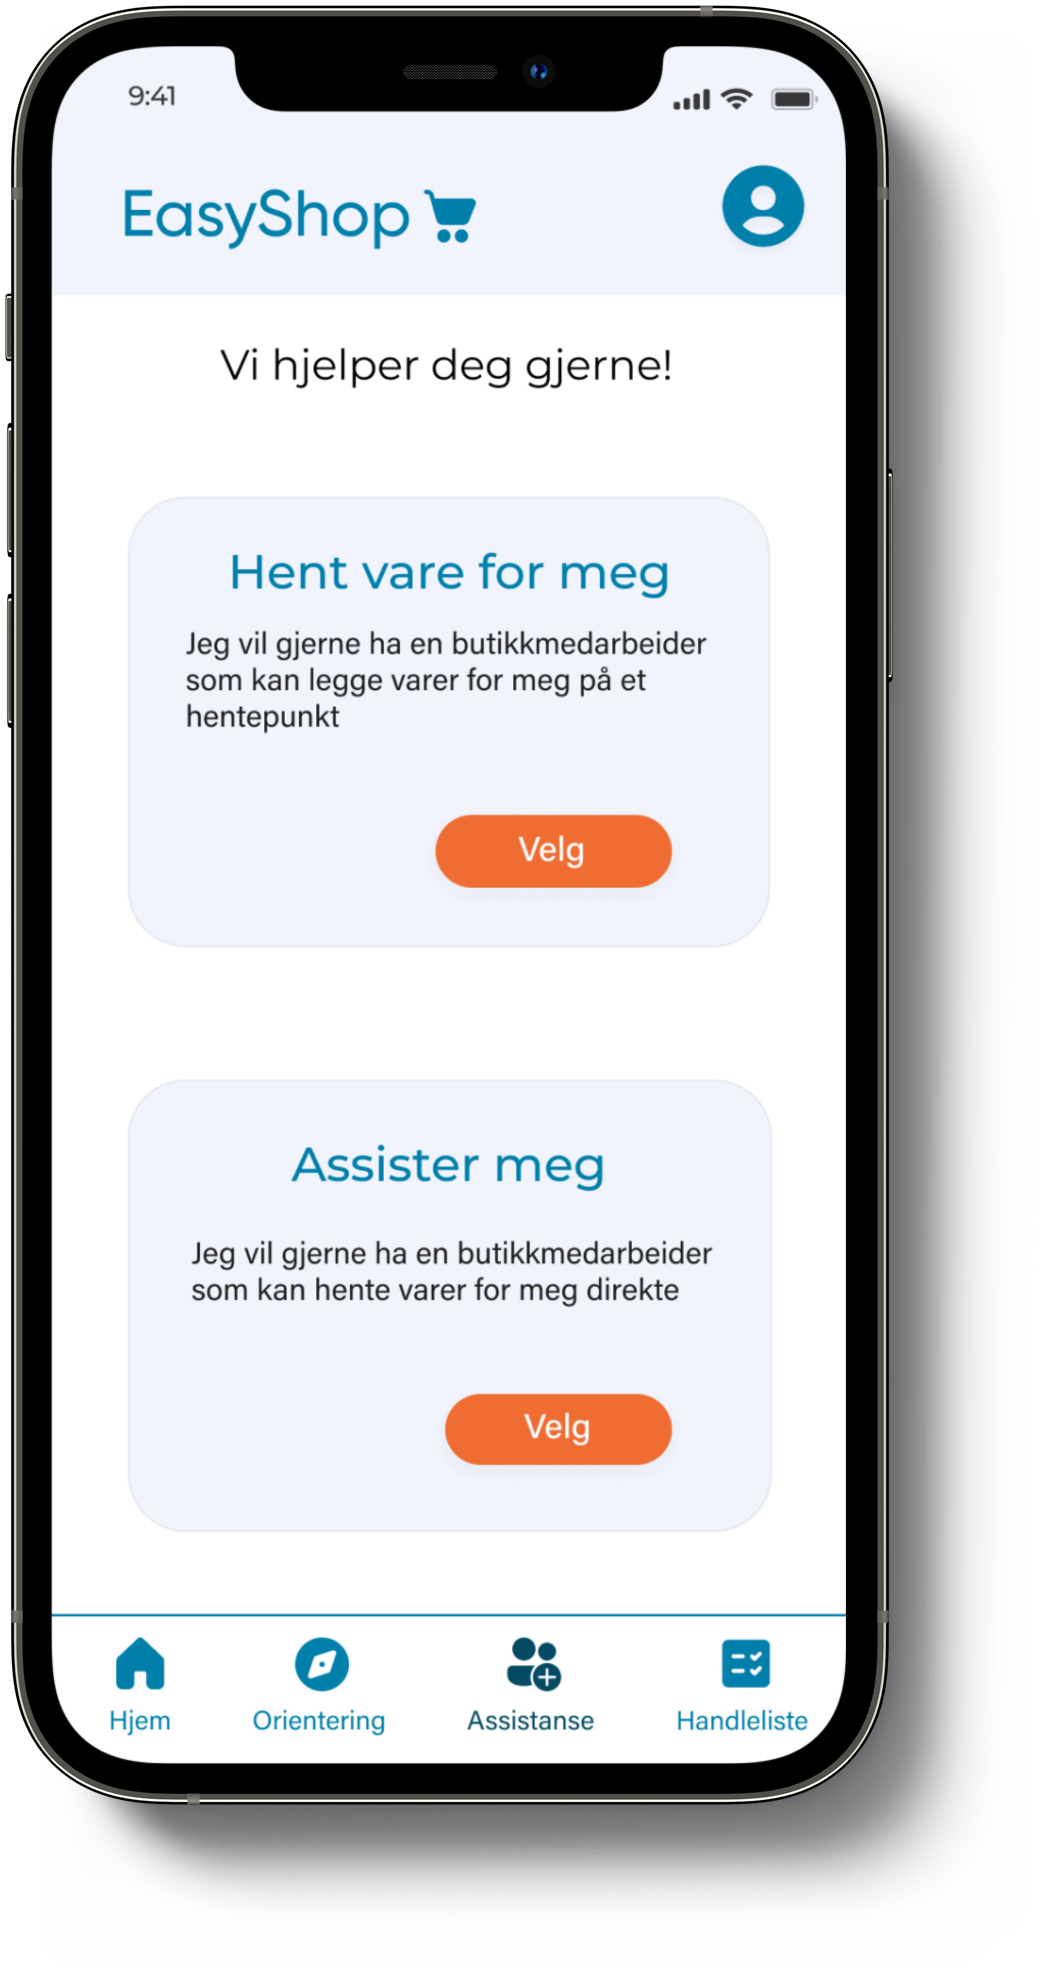 9:41
EasyShop
Vi hjelper deg gjerne!
Hent vare for meg
Jeg vil gjerne ha en butikkmedarbeider
som kan legge varer for meg på et
hentepunkt
Velg
Assister meg
Jeg vil gjerne ha en butikkmedarbeider
som kan hente varer for meg direkte
Velg
Hjem
Orientering
Assistanse
Handleliste